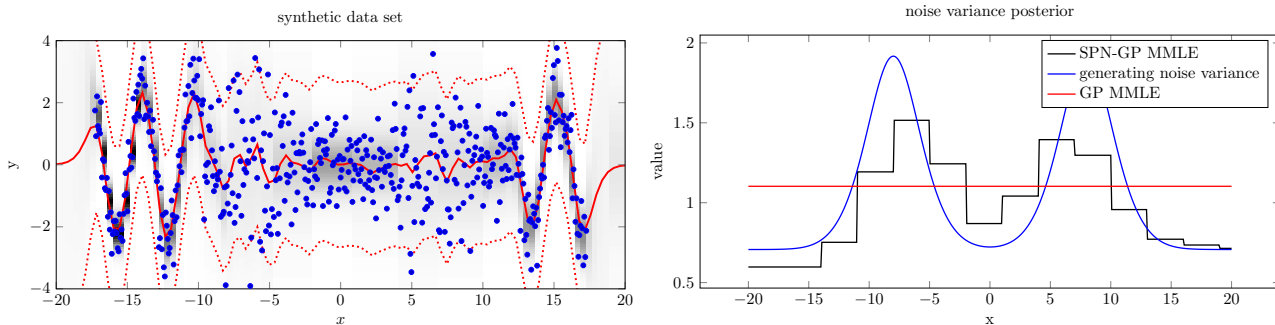 synthetic data set
4
2
0
−2
−4
y
−20 −15 −10 −5 0 5 10 15 20
x
noise variance posterior
2
1.5
1
0.5
value
SPN-GP MMLE
generating noise variance
GP MMLE
−20 −15 −10 −5 0 5 10 15 20
x